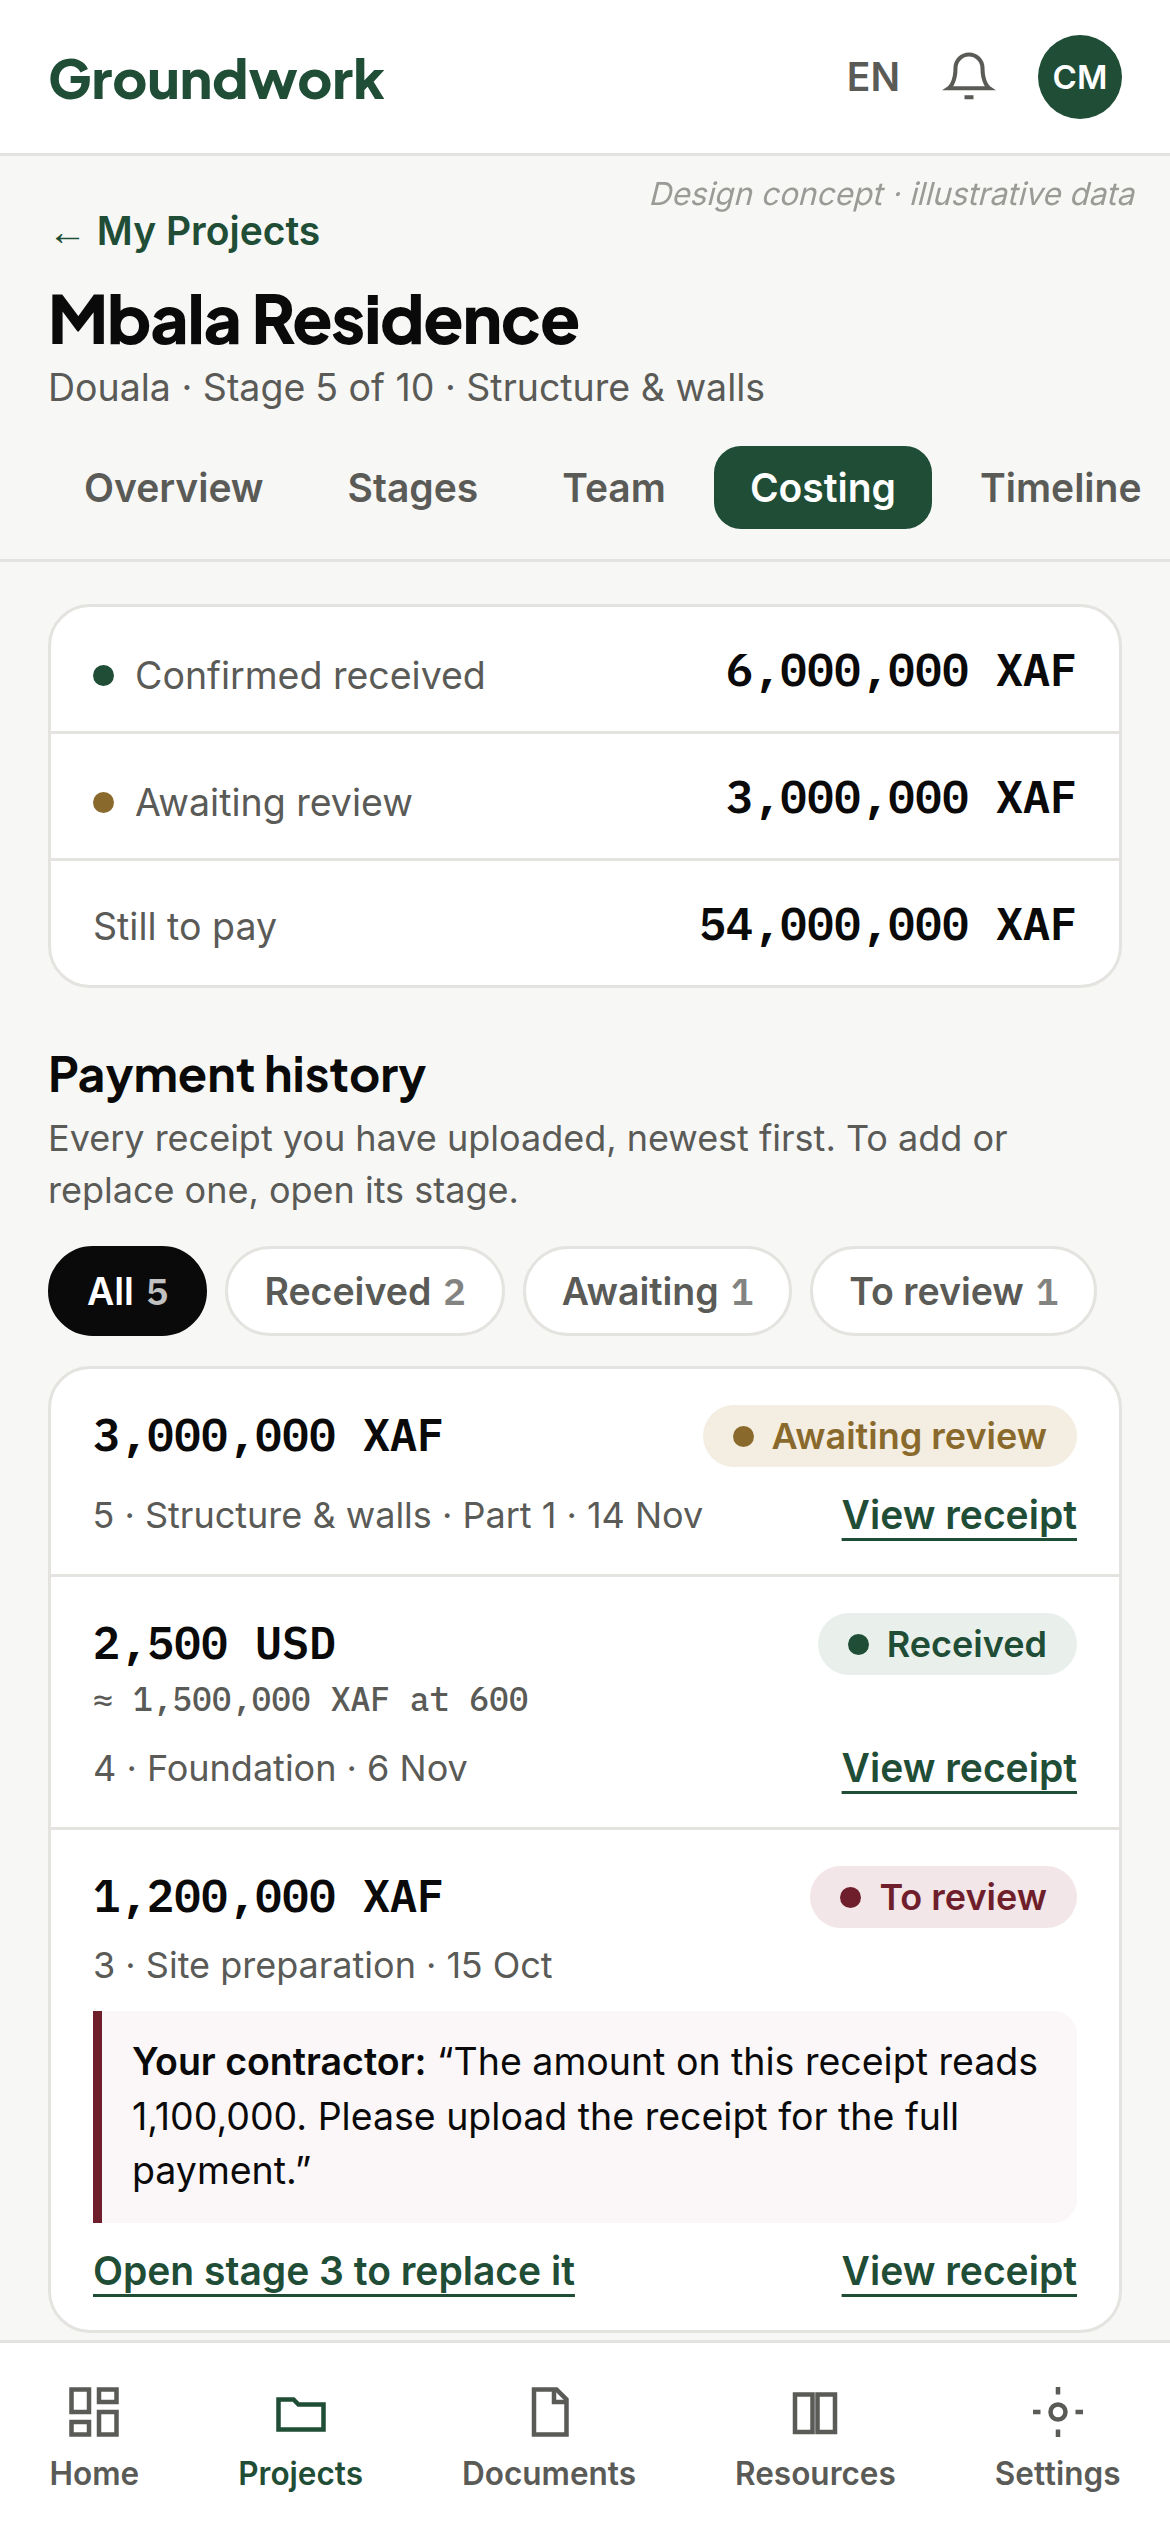 Groundwork
EN
CM
Design concept · illustrative data
← My Projects
Mbala Residence
Douala · Stage 5 of 10 · Structure & walls
Overview
Stages
Team
Costing
Timeline
Confirmed received
6,000,000 XAF
Awaiting review
3,000,000 XAF
Still to pay
54,000,000 XAF
Payment history
Every receipt you have uploaded, newest first. To add or
replace one, open its stage.
All 5
Received 2
Awaiting 1
To review 1
3,000,000 XAF
Awaiting review
5 · Structure & walls · Part 1 · 14 Nov
View receipt
2,500 USD
Received
≈ 1,500,000 XAF at 600
4 · Foundation · 6 Nov
View receipt
1,200,000 XAF
To review
3 · Site preparation · 15 Oct
Your contractor: “The amount on this receipt reads
1,100,000. Please upload the receipt for the full
payment.”
Open stage 3 to replace it
View receipt
Home
Projects
Documents
Resources
Settings